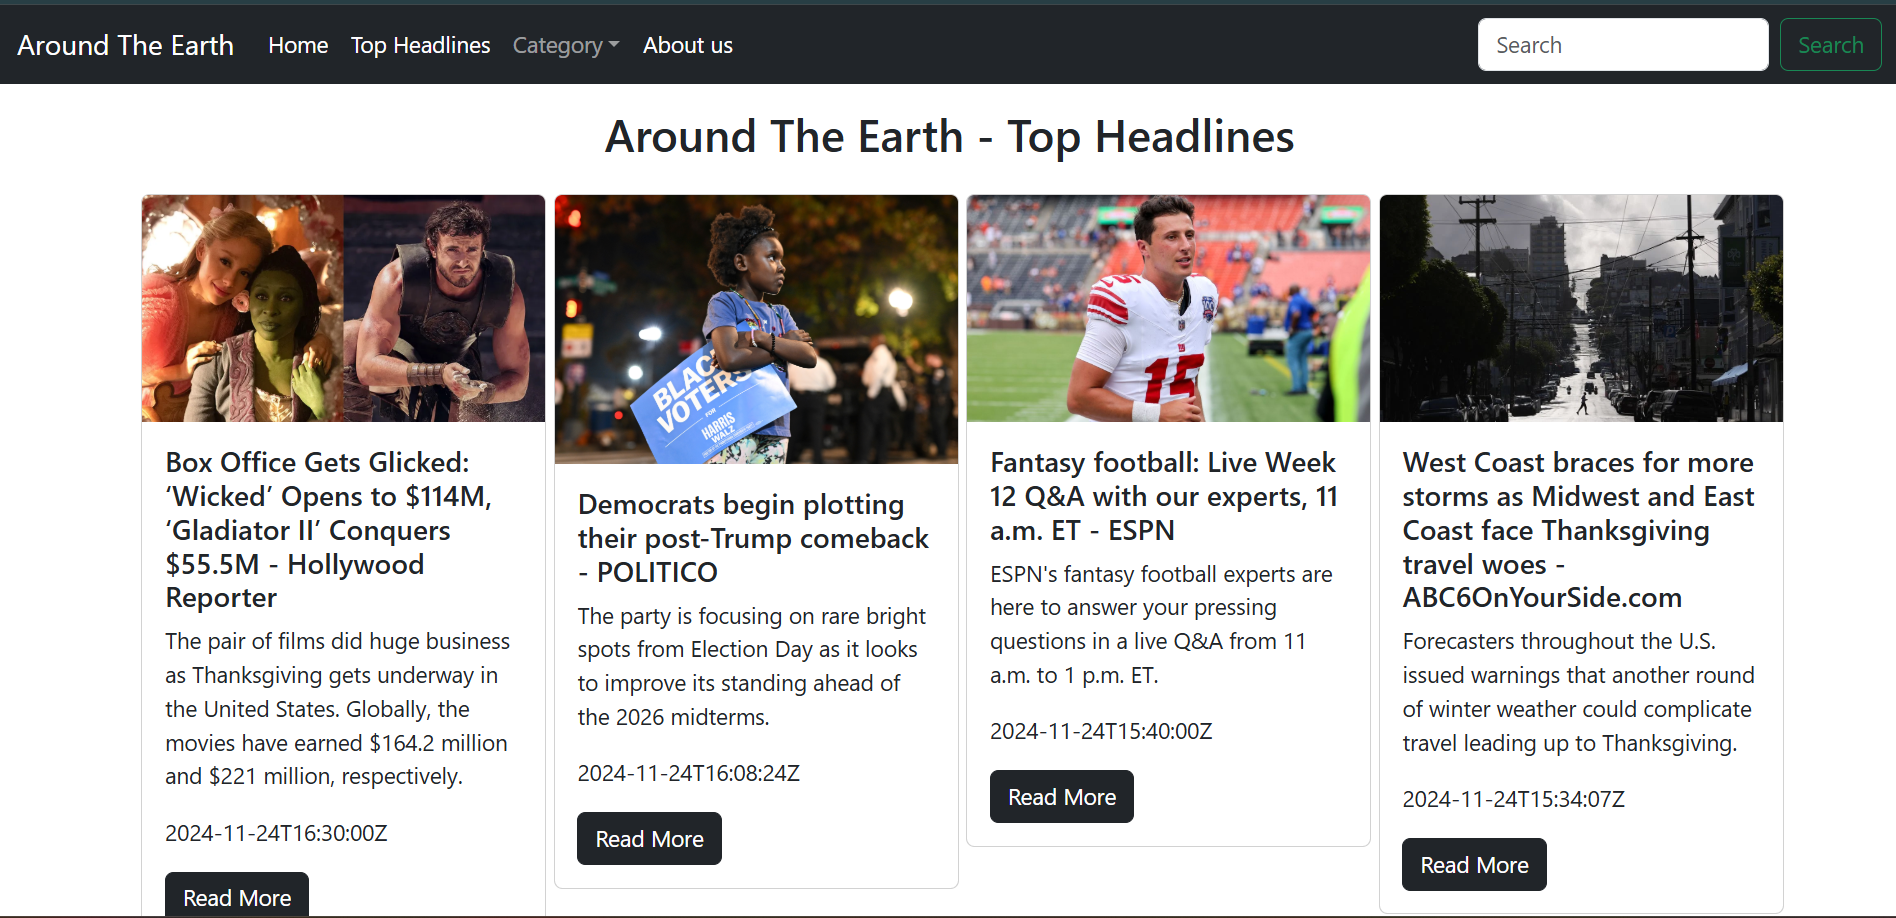 Around The Earth Home Top Headlines Category About us Search Search
Around The Earth - Top Headlines
BLACK
VOTERS
FOR
HARRIS
WALZ
15
Box Office Gets Glicked:
‘Wicked’ Opens to $114M,
‘Gladiator II’ Conquers
$55.5M - Hollywood
Reporter
The pair of films did huge business
as Thanksgiving gets underway in
the United States. Globally, the
movies have earned $164.2 million
and $221 million, respectively.
2024-11-24T16:30:00Z
Read More
Democrats begin plotting
their post-Trump comeback
- POLITICO
The party is focusing on rare bright
spots from Election Day as it looks
to improve its standing ahead of
the 2026 midterms.
2024-11-24T16:08:24Z
Read More
Fantasy football: Live Week
12 Q&A with our experts, 11
a.m. ET - ESPN
ESPN's fantasy football experts are
here to answer your pressing
questions in a live Q&A from 11
a.m. to 1 p.m. ET.
2024-11-24T15:40:00Z
Read More
West Coast braces for more
storms as Midwest and East
Coast face Thanksgiving
travel woes -
ABC6OnYourSide.com
Forecasters throughout the U.S.
issued warnings that another round
of winter weather could complicate
travel leading up to Thanksgiving.
2024-11-24T15:34:07Z
Read More